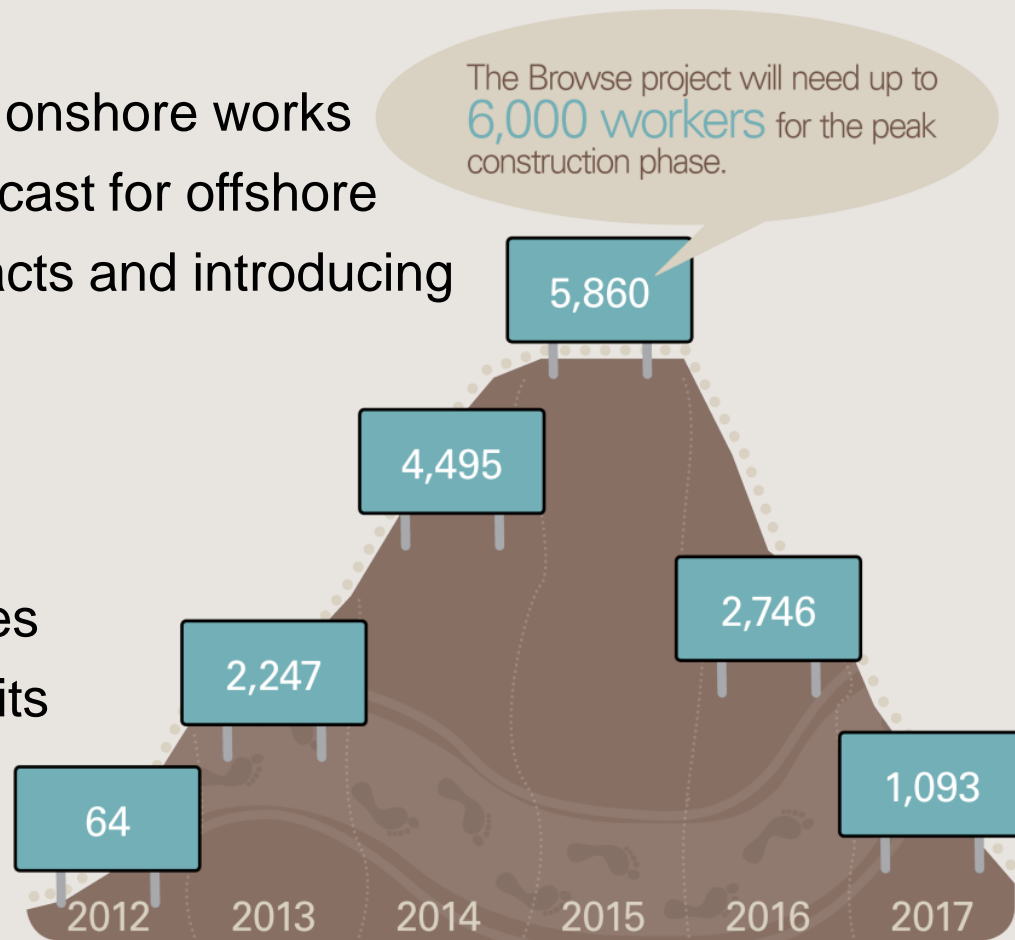 onshore works
cast for offshore
acts and introducing
The Browse project will need up to
6,000 workers for the peak
construction phase.
5,860
4,495
2,746
es
2,247
its
1,093
64
2012 2013 2014 2015 2016 2017